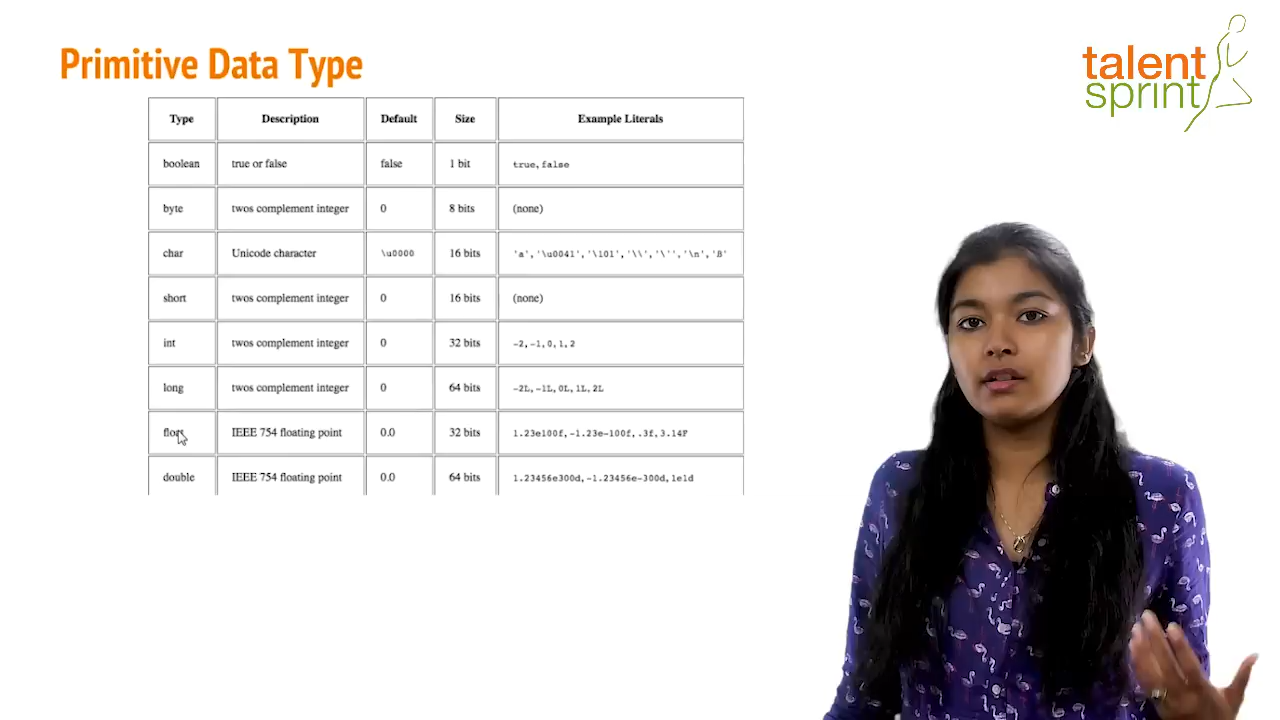 Primitive Data Type
talent
sprint
Type Description Default Size Example Literals
boolean true or false false 1 bit true, false
byte twos complement integer 0 8 bits (none)
char Unicode character \u0000 16 bits 'a', '\u0041', '\101', '\\', '\'', '\n', 'ß'
short twos complement integer 0 16 bits (none)
int twos complement integer 0 32 bits -2, -1, 0, 1, 2
long twos complement integer 0 64 bits -2L, -1L, 0L, 1L, 2L
float IEEE 754 floating point 0.0 32 bits 1.23e100f, -1.23e-100f, .3f, 3.14F
double IEEE 754 floating point 0.0 64 bits 1.23456e300d, -1.23456e-300d, 1e1d